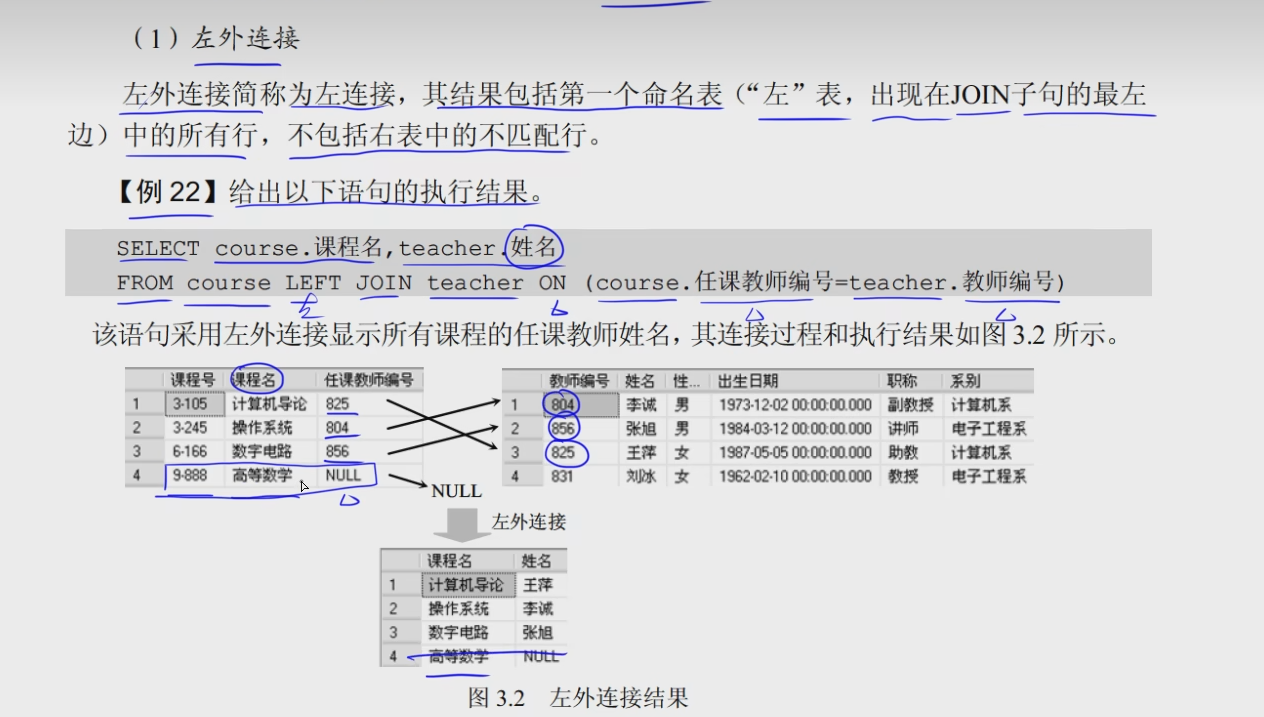 （1）左外连接
左外连接简称为左连接，其结果包括第一个命名表（“左”表，出现在JOIN子句的最左
边）中的所有行，不包括右表中的不匹配行。
【例 22】给出以下语句的执行结果。
SELECT course.课程名,teacher.姓名
FROM course LEFT JOIN teacher ON (course.任课教师编号=teacher.教师编号)
左
该语句采用左外连接显示所有课程的任课教师姓名，其连接过程和执行结果如图 3.2 所示。
课程号 课程名 任课教师编号
1 3-105 计算机导论 825
2 3-245 操作系统 804
3 6-166 数字电路 856
4 9-888 高等数学 NULL
教师编号 姓名 性... 出生日期 职称 系别
1 804 李诚 男 1973-12-02 00:00:00.000 副教授 计算机系
2 856 张旭 男 1984-03-12 00:00:00.000 讲师 电子工程系
3 825 王萍 女 1987-05-05 00:00:00.000 助教 计算机系
4 831 刘冰 女 1962-02-10 00:00:00.000 教授 电子工程系
NULL
左外连接
课程名 姓名
1 计算机导论 王萍
2 操作系统 李诚
3 数字电路 张旭
4 高等数学 NULL
图 3.2 左外连接结果